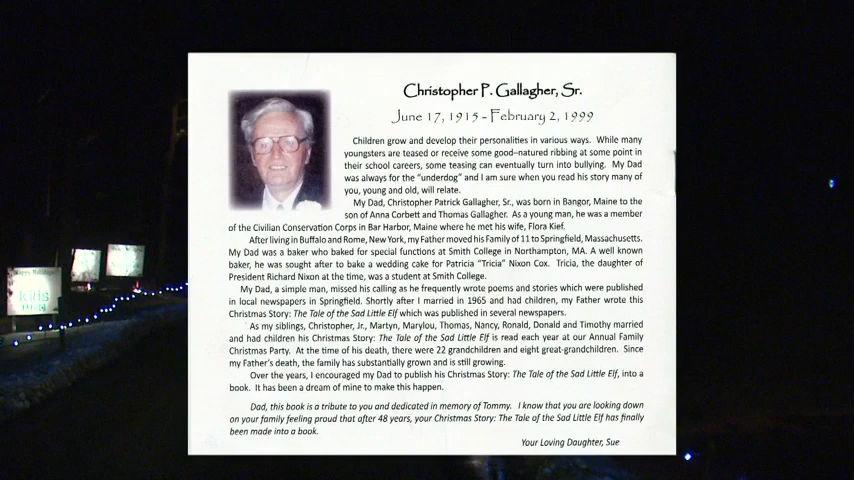 Christopher P. Gallagher, Sr.
June 17, 1915 - February 2, 1999
Children grow and develop their personalities in various ways. While many
youngsters are teased or receive some good–natured ribbing at some point in
their school careers, some teasing can eventually turn into bullying. My Dad
was always for the “underdog” and I am sure when you read his story many of
you, young and old, will relate.
My Dad, Christopher Patrick Gallagher, Sr., was born in Bangor, Maine to the
son of Anna Corbett and Thomas Gallagher. As a young man, he was a member
of the Civilian Conservation Corps in Bar Harbor, Maine where he met his wife, Flora Kief.
After living in Buffalo and Rome, New York, my Father moved his Family of 11 to Springfield, Massachusetts.
My Dad was a baker who baked for special functions at Smith College in Northampton, MA. A well known
baker, he was sought after to bake a wedding cake for Patricia “Tricia” Nixon Cox. Tricia, the daughter of
President Richard Nixon at the time, was a student at Smith College.
My Dad, a simple man, missed his calling as he frequently wrote poems and stories which were published
in local newspapers in Springfield. Shortly after I married in 1965 and had children, my Father wrote this
Christmas Story: The Tale of the Sad Little Elf which was published in several newspapers.
As my siblings, Christopher, Jr., Martyn, Marylou, Thomas, Nancy, Ronald, Donald and Timothy married
and had children his Christmas Story: The Tale of the Sad Little Elf is read each year at our Annual Family
Christmas Party. At the time of his death, there were 22 grandchildren and eight great-grandchildren. Since
my Father’s death, the family has substantially grown and is still growing.
Over the years, I encouraged my Dad to publish his Christmas Story: The Tale of the Sad Little Elf, into a
book. It has been a dream of mine to make this happen.
Dad, this book is a tribute to you and dedicated in memory of Tommy. I know that you are looking down
on your family feeling proud that after 48 years, your Christmas Story: The Tale of the Sad Little Elf has finally
been made into a book.
Your Loving Daughter, Sue